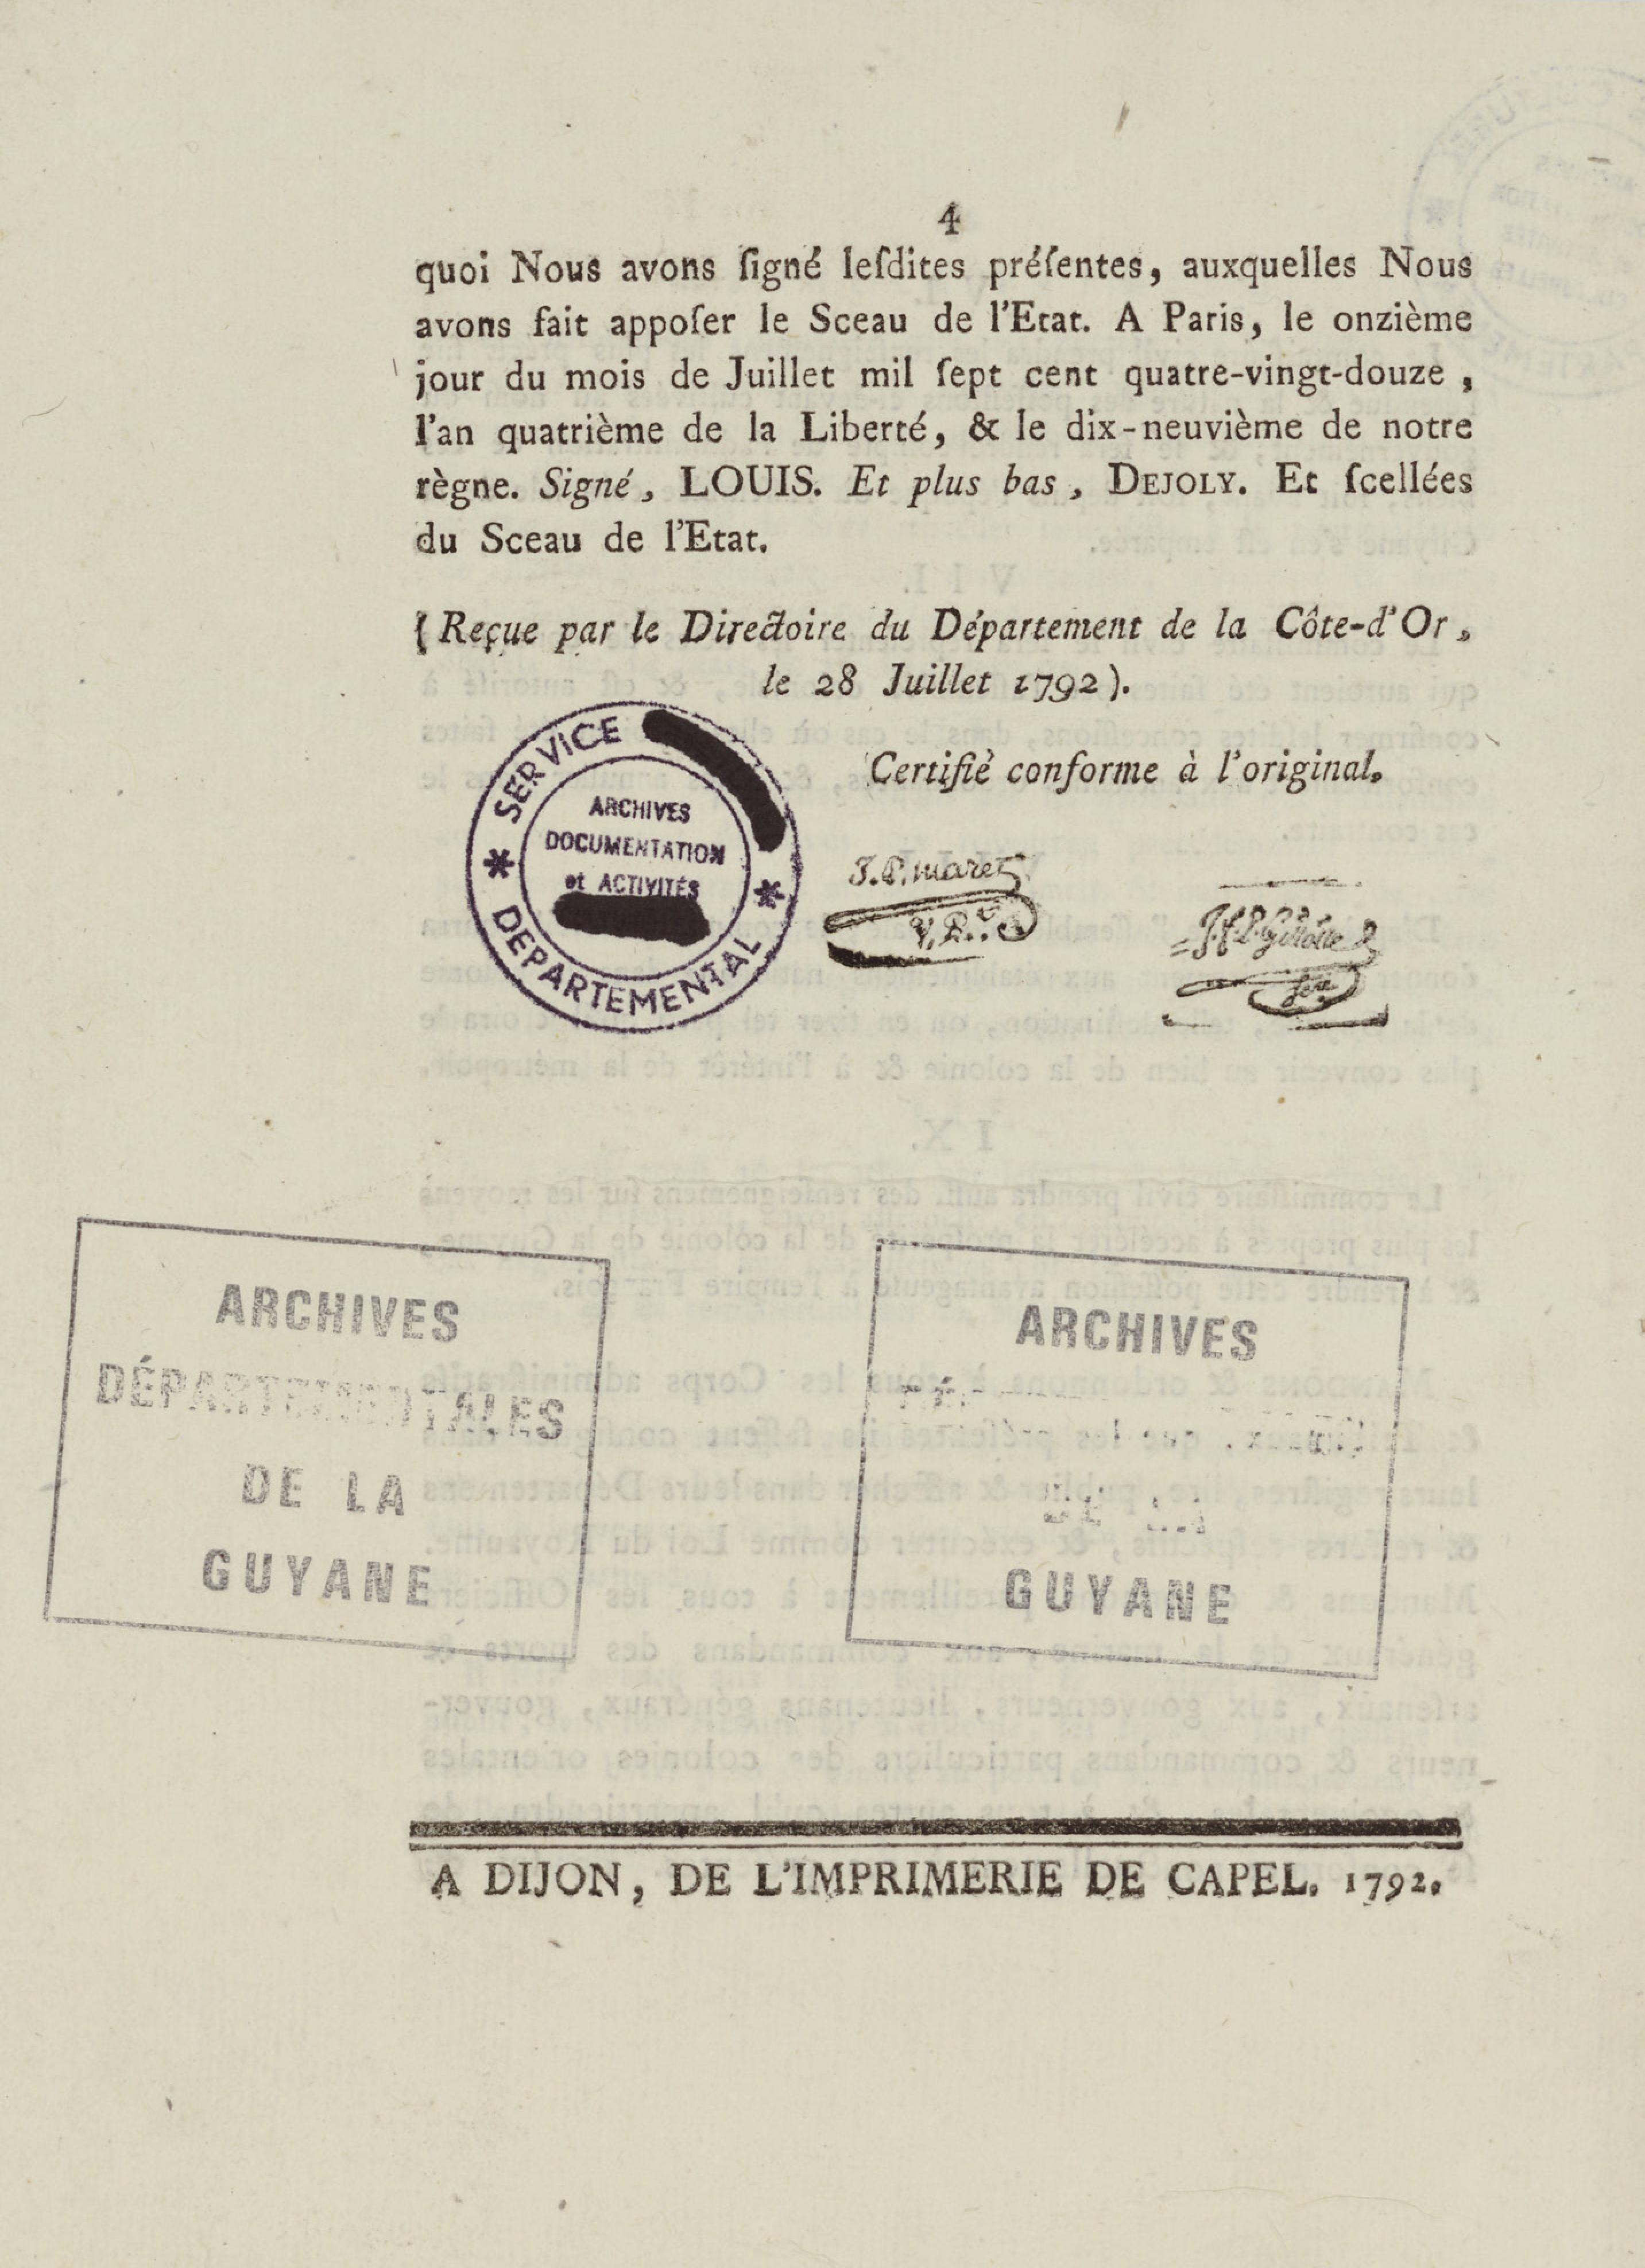 4
quoi Nous avons ſigné leſdites préſentes, auxquelles Nous
avons fait appoſer le Sceau de l'Etat. A Paris, le onzième
jour du mois de Juillet mil ſept cent quatre-vingt-douze,
l'an quatrième de la Liberté, & le dix-neuvième de notre
règne. Signé, LOUIS. Et plus bas, DEJOLY. Et ſcellées
du Sceau de l'Etat.
(Reçue par le Directoire du Département de la Côte-d'Or,
le 28 Juillet 1792).
Certifié conforme à l'original.
SERVICE
ARCHIVES
DOCUMENTATION
et ACTIVITÉS
DEPARTEMENTAL
J.P. maret
ARCHIVES
DÉPARTEMENTALES
DE LA
GUYANE
ARCHIVES
DE LA
GUYANE
A DIJON, DE L'IMPRIMERIE DE CAPEL. 1792.